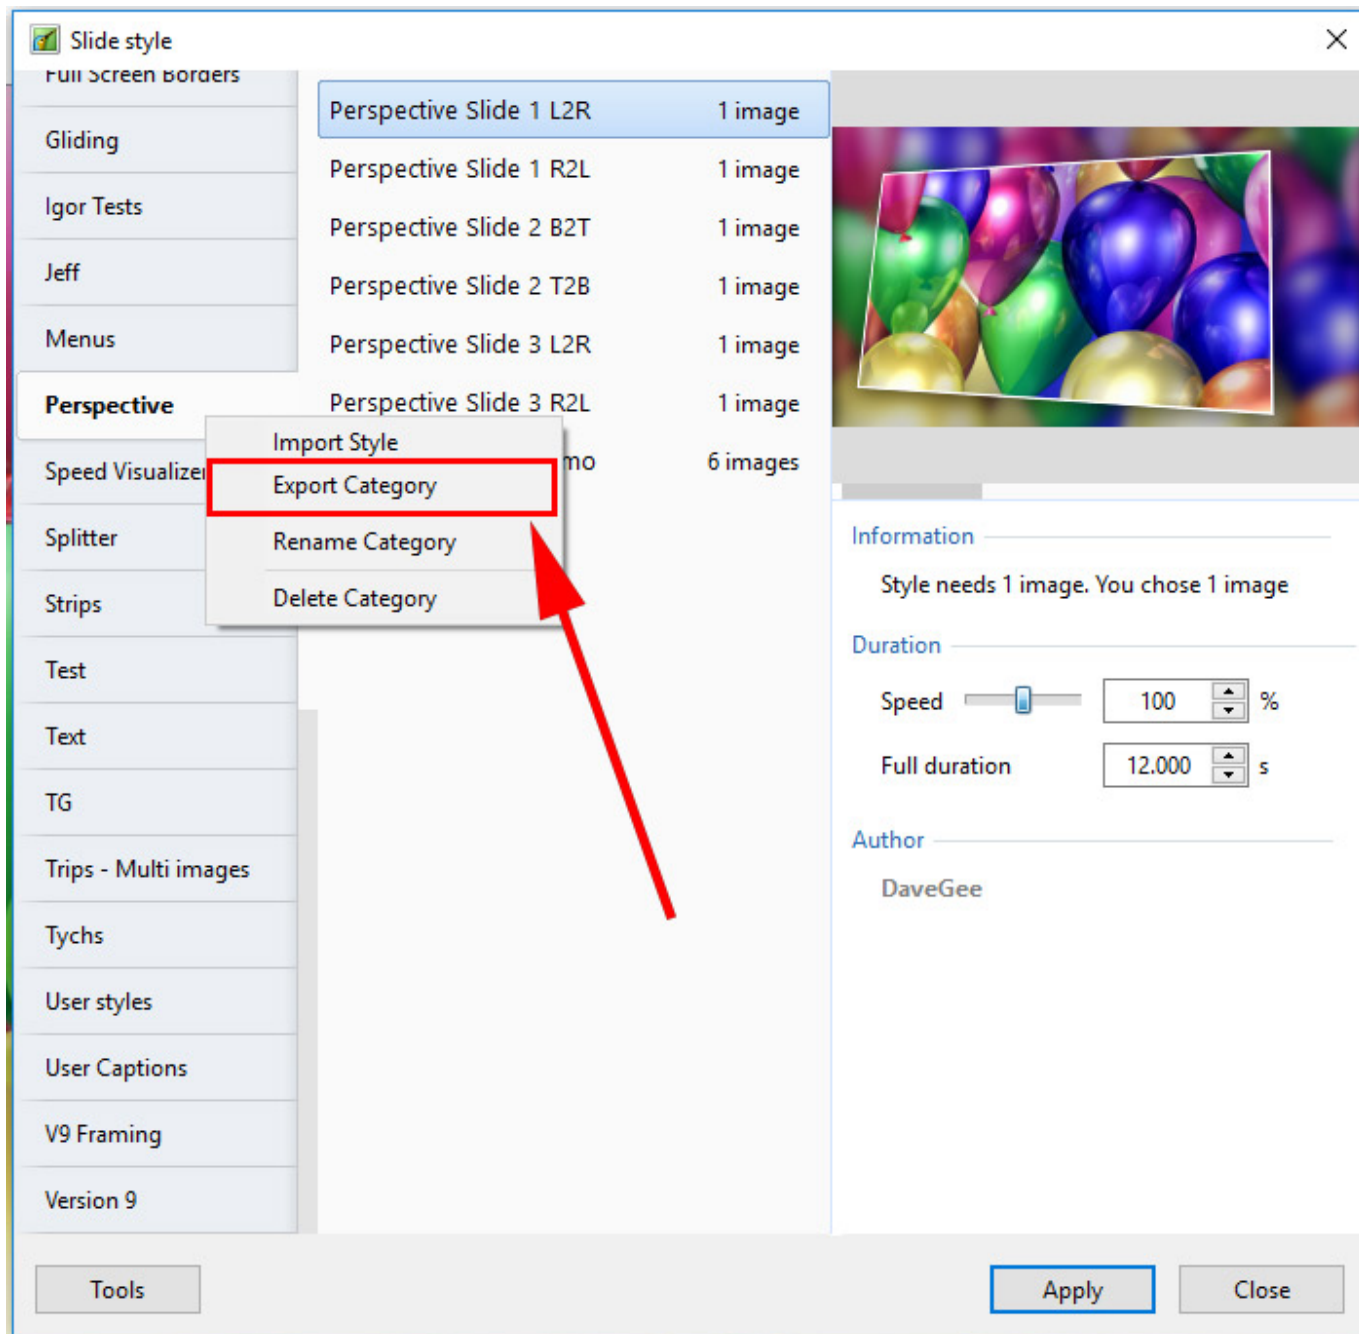 Slide style
Full Screen Borders
Gliding
Igor Tests
Jeff
Menus
Perspective
Speed Visualizer
Splitter
Strips
Test
Text
TG
Trips - Multi images
Tychs
User styles
User Captions
V9 Framing
Version 9
Perspective Slide 1 L2R 1 image
Perspective Slide 1 R2L 1 image
Perspective Slide 2 B2T 1 image
Perspective Slide 2 T2B 1 image
Perspective Slide 3 L2R 1 image
Perspective Slide 3 R2L 1 image
mo 6 images
Import Style
Export Category
Rename Category
Delete Category
Information
Style needs 1 image. You chose 1 image
Duration
Speed 100 %
Full duration 12.000 s
Author
DaveGee
Tools
Apply
Close